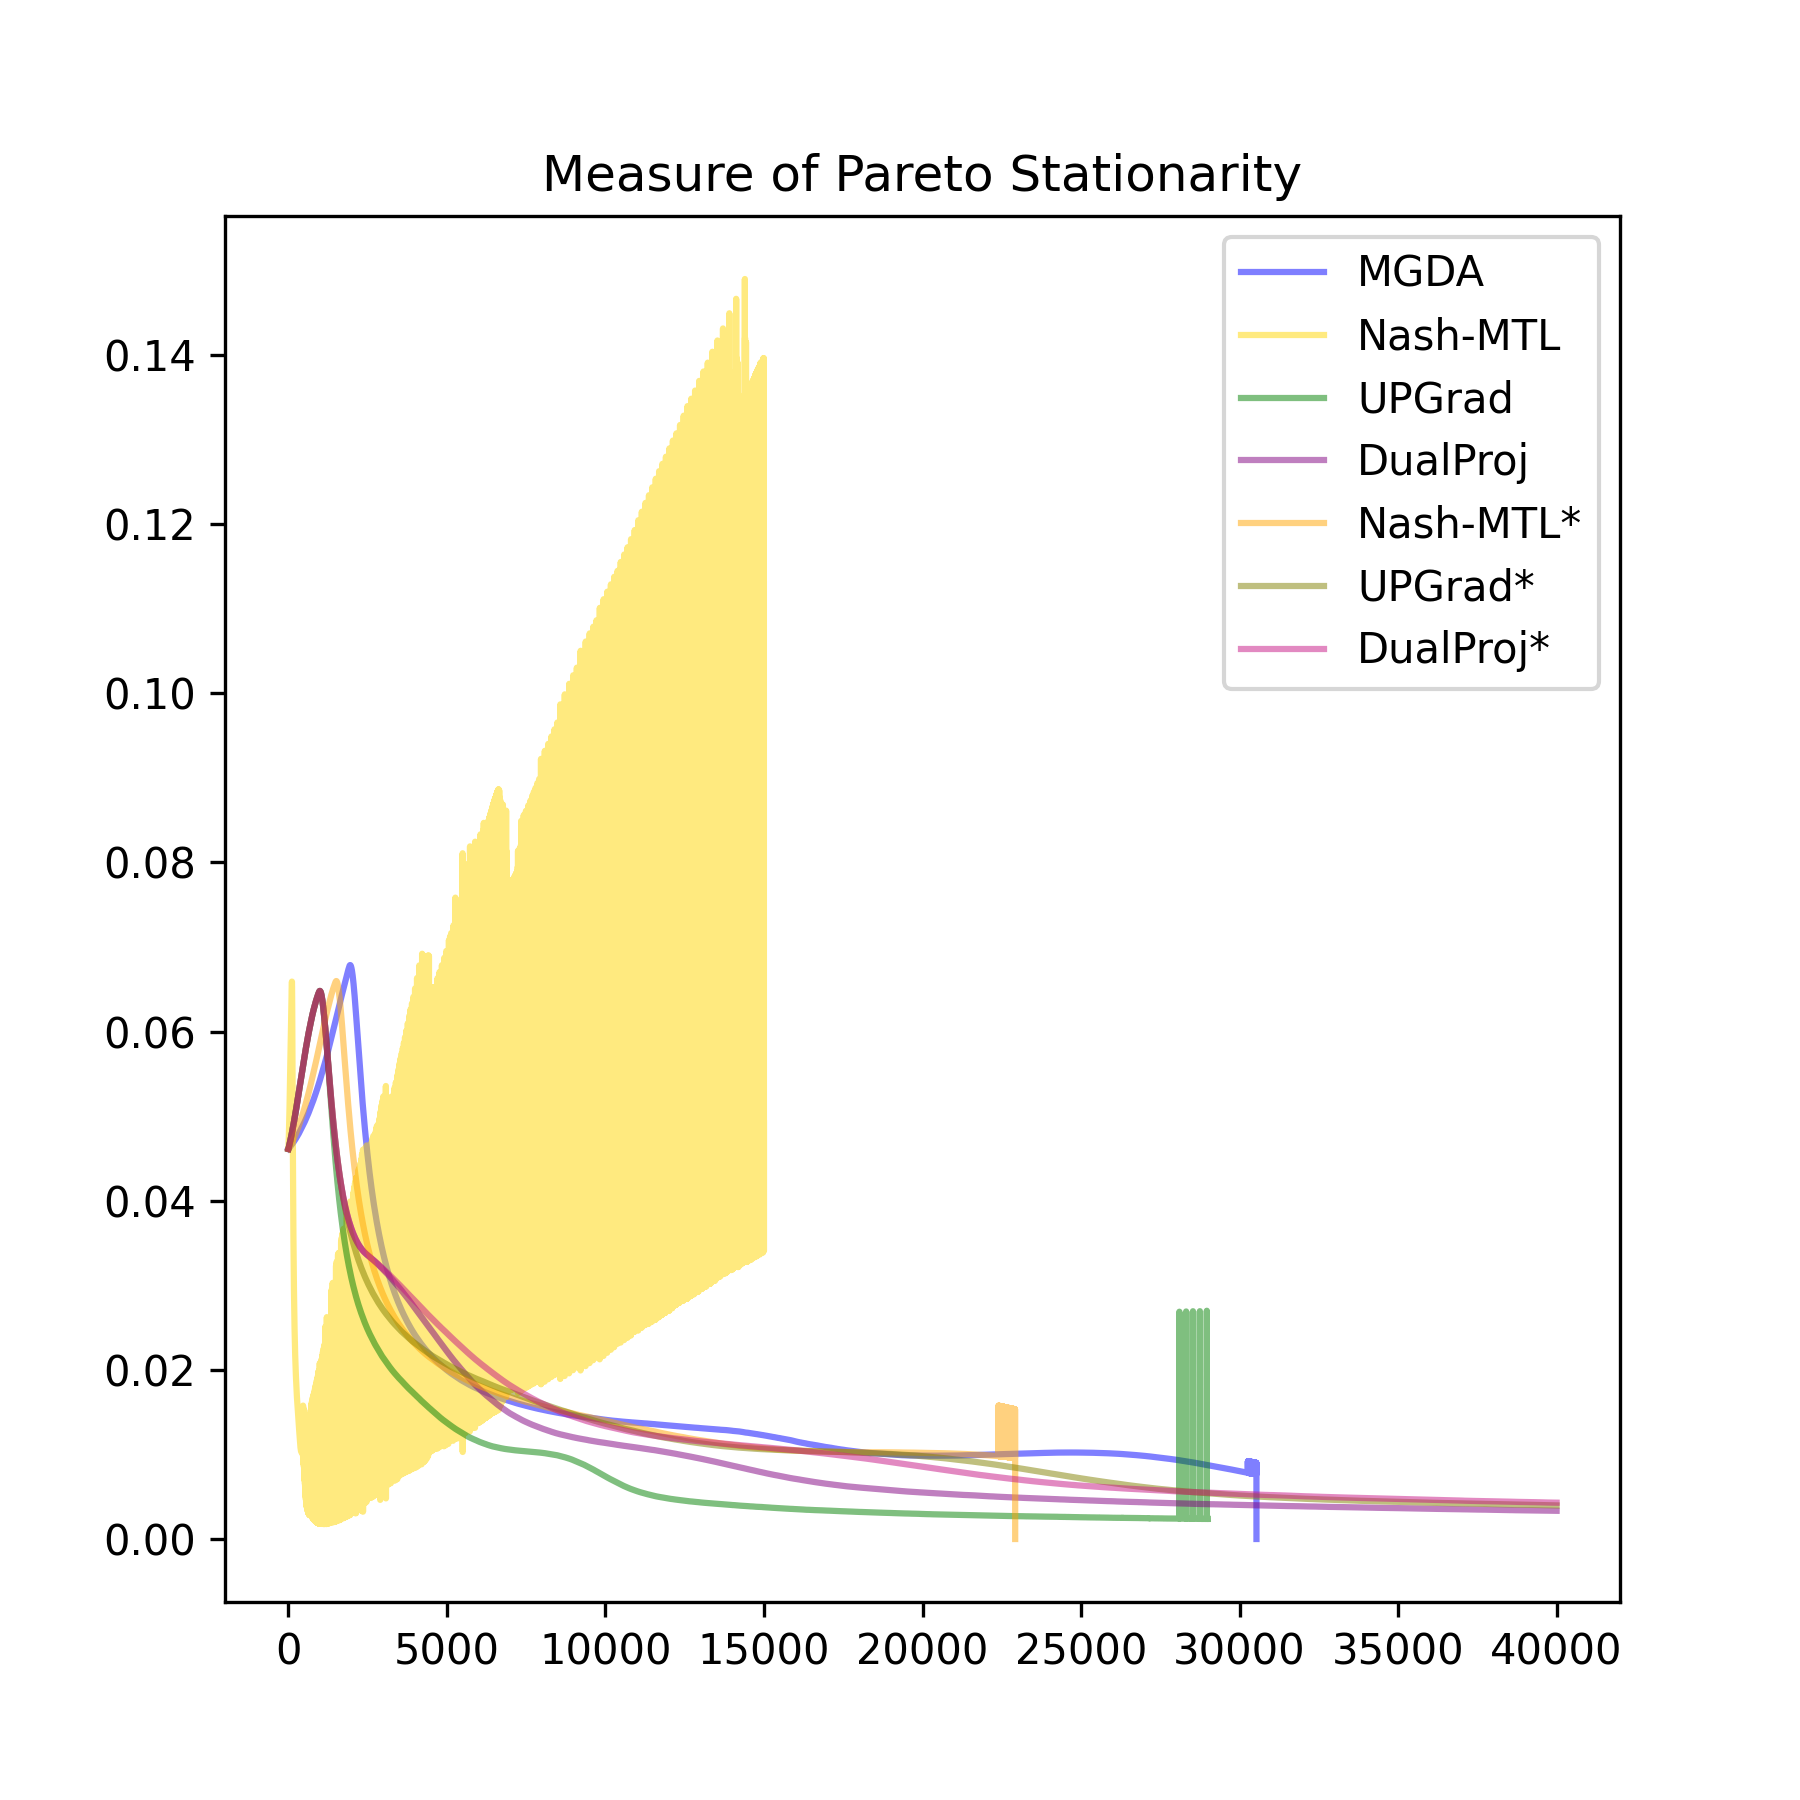 Measure of Pareto Stationarity
MGDA
Nash-MTL
UPGrad
DualProj
Nash-MTL*
UPGrad*
DualProj*
0.14
0.12
0.10
0.08
0.06
0.04
0.02
0.00
0 5000 10000 15000 20000 25000 30000 35000 40000